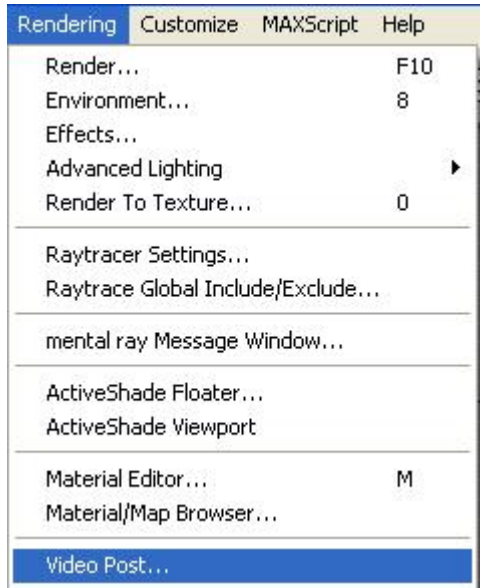 Rendering Customize MAXScript Help
Render... F10
Environment... 8
Effects...
Advanced Lighting
Render To Texture... 0
Raytracer Settings...
Raytrace Global Include/Exclude...
mental ray Message Window...
ActiveShade Floater...
ActiveShade Viewport
Material Editor... M
Material/Map Browser...
Video Post...